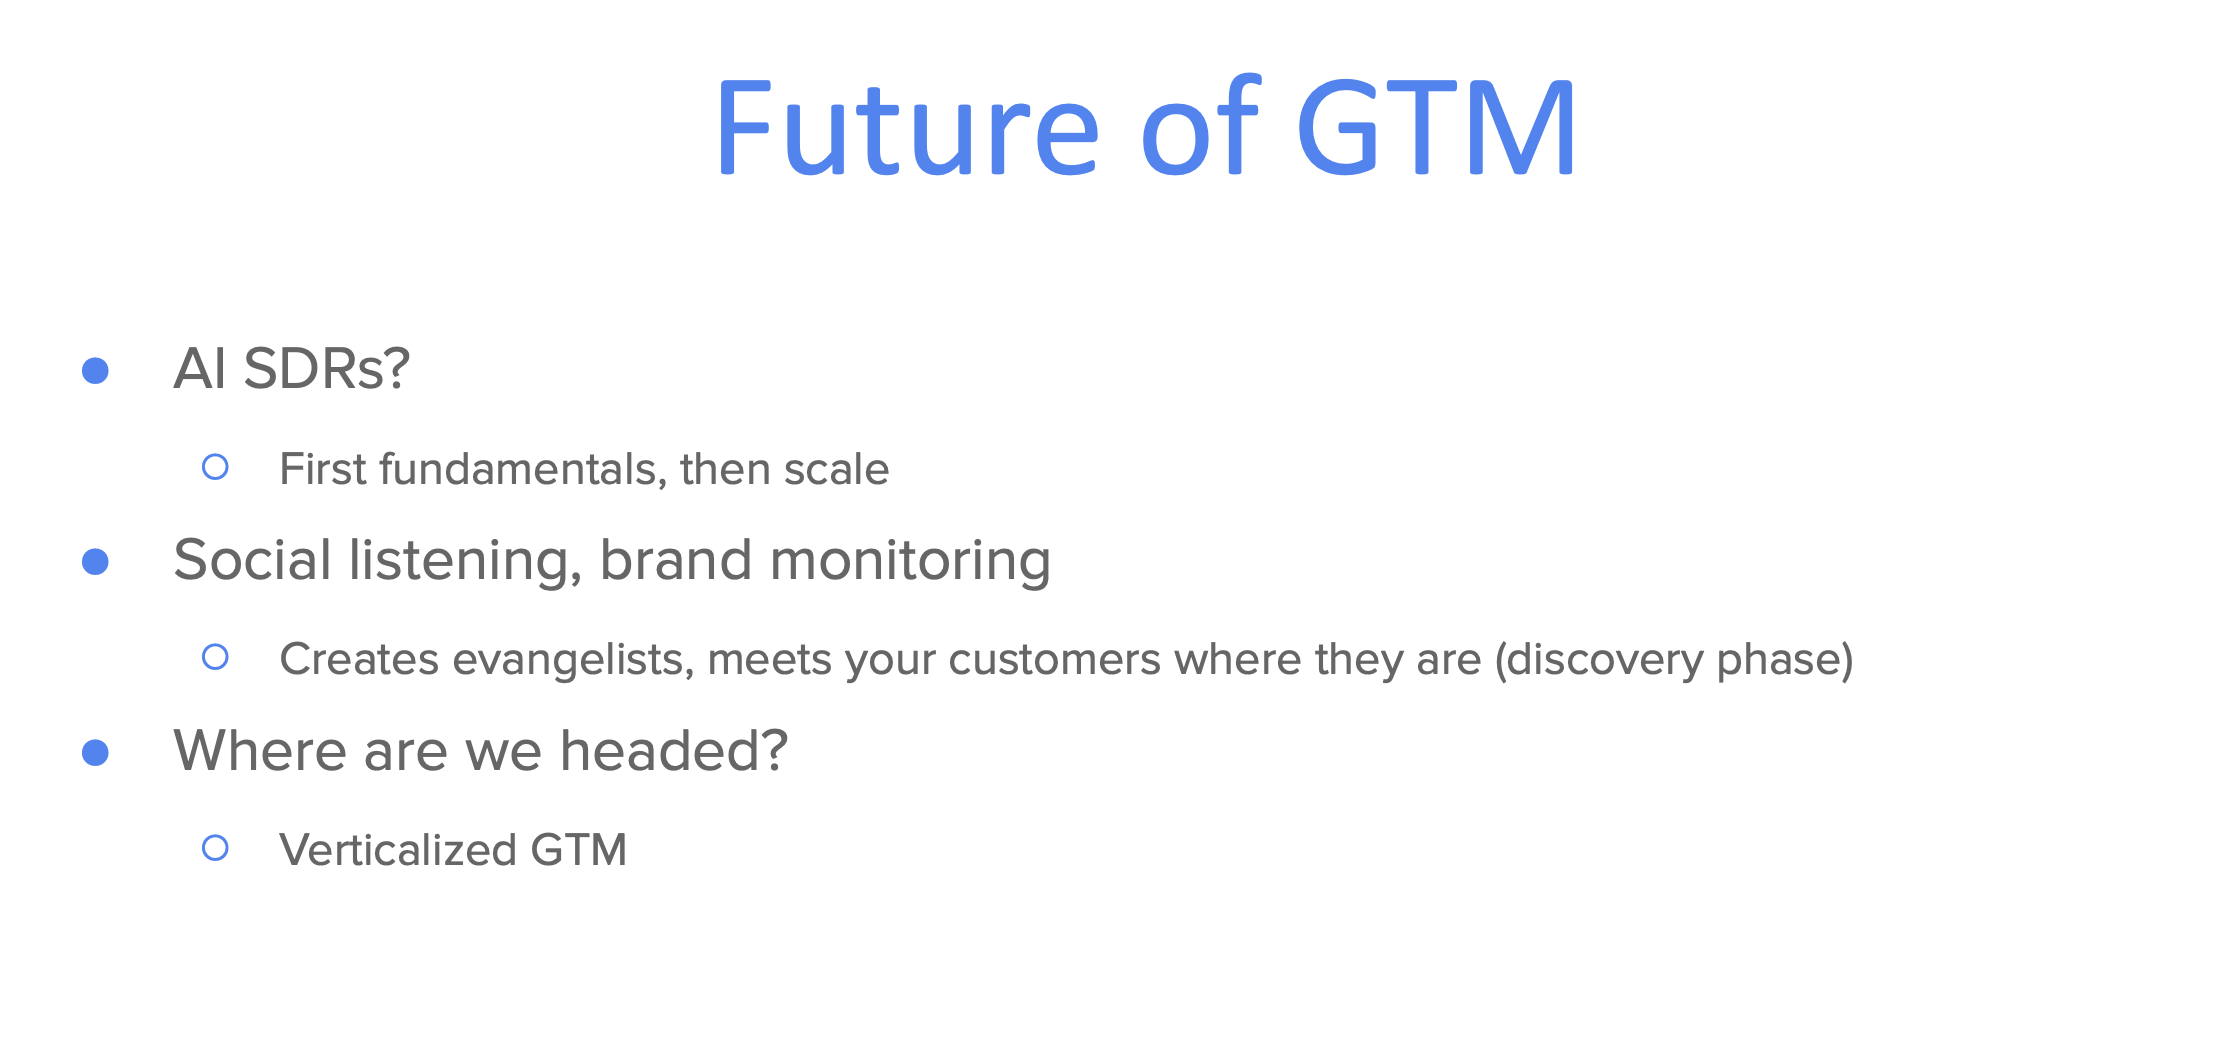 Future of GTM
AI SDRs?
First fundamentals, then scale
Social listening, brand monitoring
Creates evangelists, meets your customers where they are (discovery phase)
Where are we headed?
Verticalized GTM